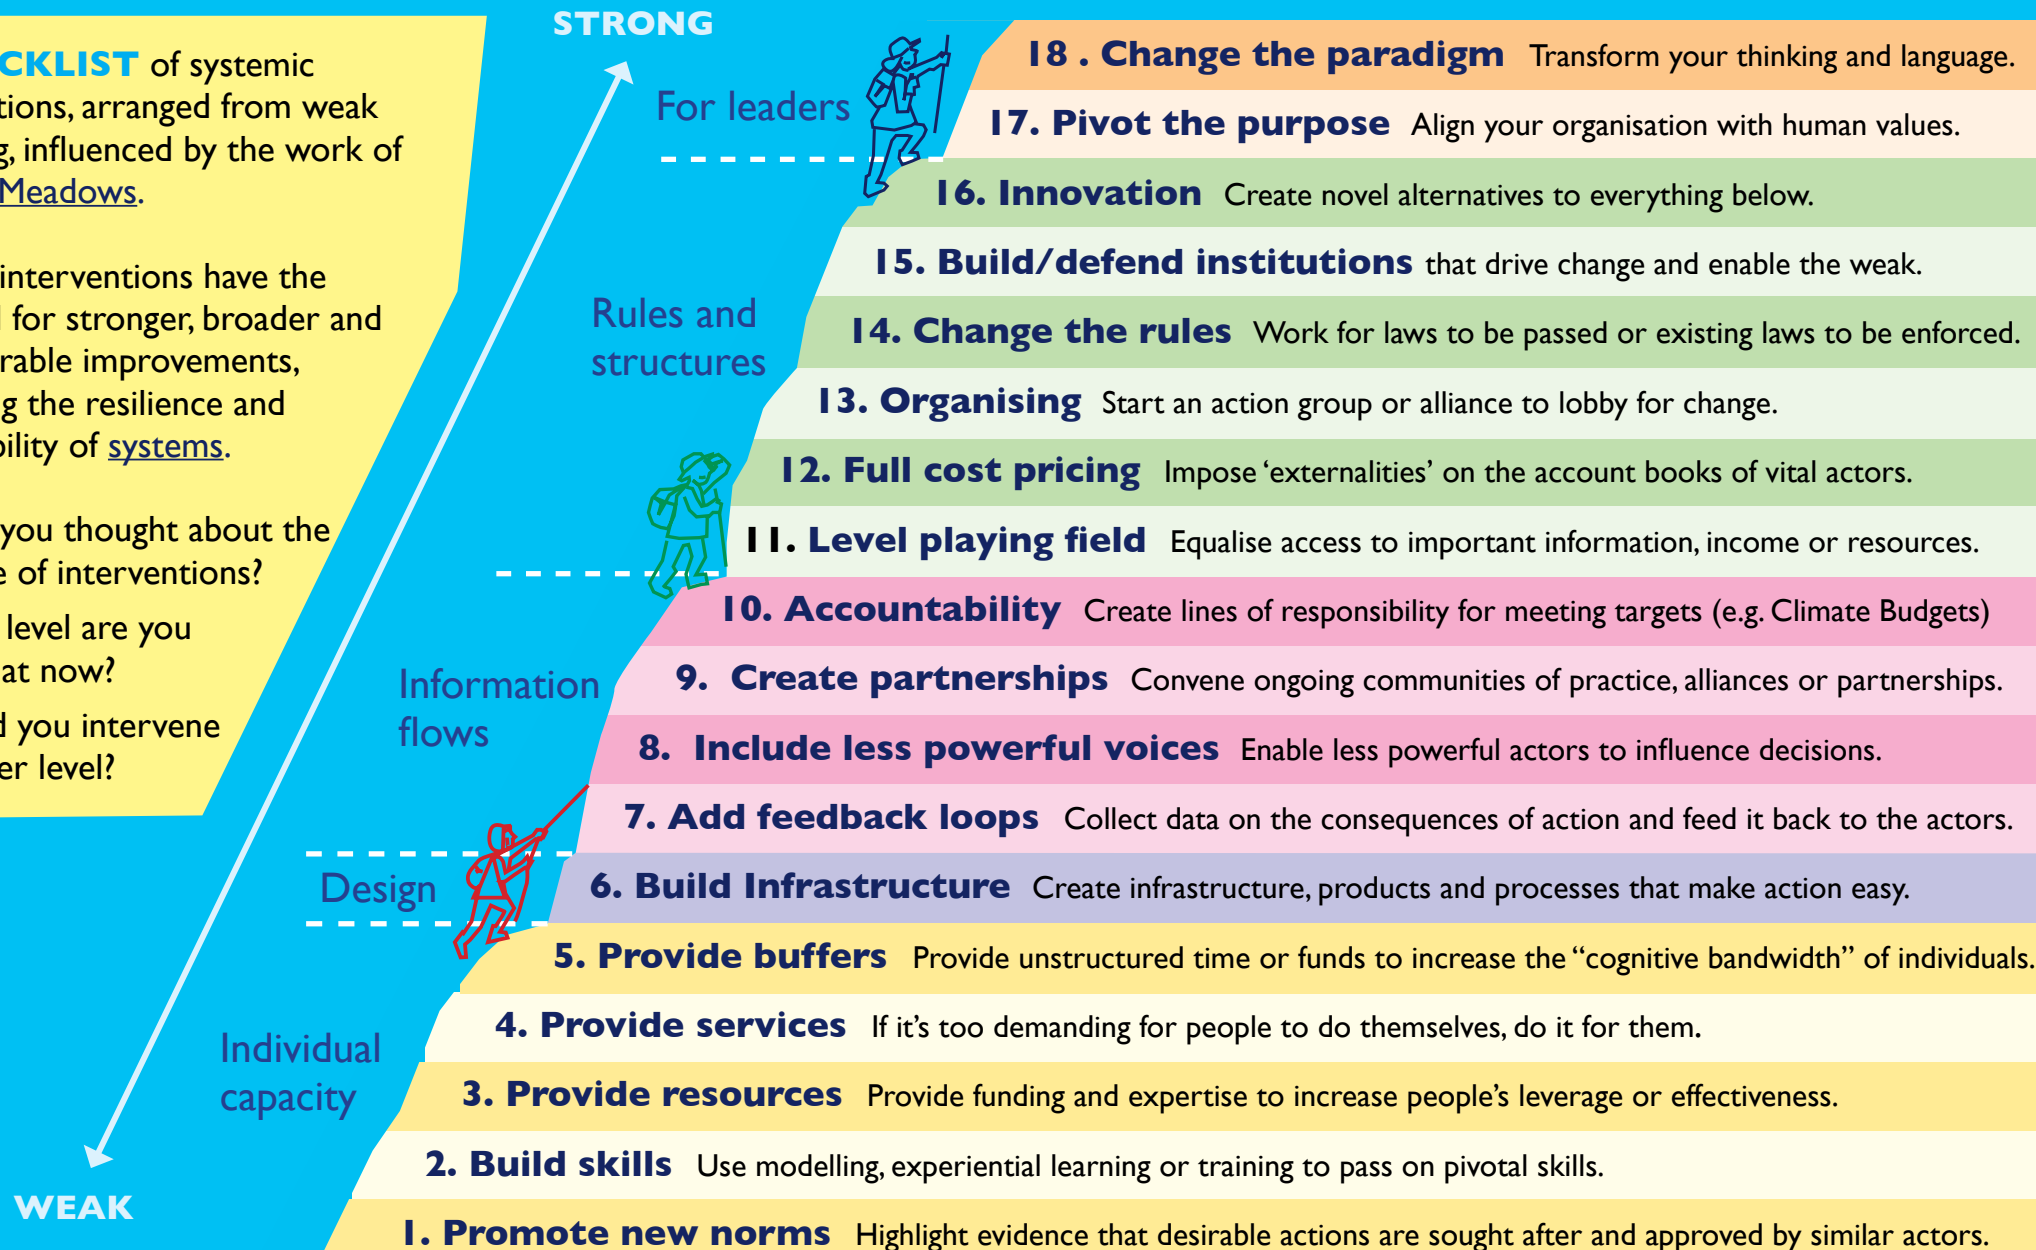 CKLIST of systemic
tions, arranged from weak
g, influenced by the work of
Meadows.
interventions have the
l for stronger, broader and
rable improvements,
g the resilience and
bility of systems.
you thought about the
e of interventions?
level are you
at now?
d you intervene
er level?
STRONG
WEAK
For leaders
18 . Change the paradigm Transform your thinking and language.
17. Pivot the purpose Align your organisation with human values.
Rules and
structures
16. Innovation Create novel alternatives to everything below.
15. Build/defend institutions that drive change and enable the weak.
14. Change the rules Work for laws to be passed or existing laws to be enforced.
13. Organising Start an action group or alliance to lobby for change.
12. Full cost pricing Impose ‘externalities’ on the account books of vital actors.
11. Level playing field Equalise access to important information, income or resources.
Information
flows
10. Accountability Create lines of responsibility for meeting targets (e.g. Climate Budgets)
9. Create partnerships Convene ongoing communities of practice, alliances or partnerships.
8. Include less powerful voices Enable less powerful actors to influence decisions.
7. Add feedback loops Collect data on the consequences of action and feed it back to the actors.
Design
6. Build Infrastructure Create infrastructure, products and processes that make action easy.
Individual
capacity
5. Provide buffers Provide unstructured time or funds to increase the “cognitive bandwidth” of individuals.
4. Provide services If it’s too demanding for people to do themselves, do it for them.
3. Provide resources Provide funding and expertise to increase people’s leverage or effectiveness.
2. Build skills Use modelling, experiential learning or training to pass on pivotal skills.
1. Promote new norms Highlight evidence that desirable actions are sought after and approved by similar actors.